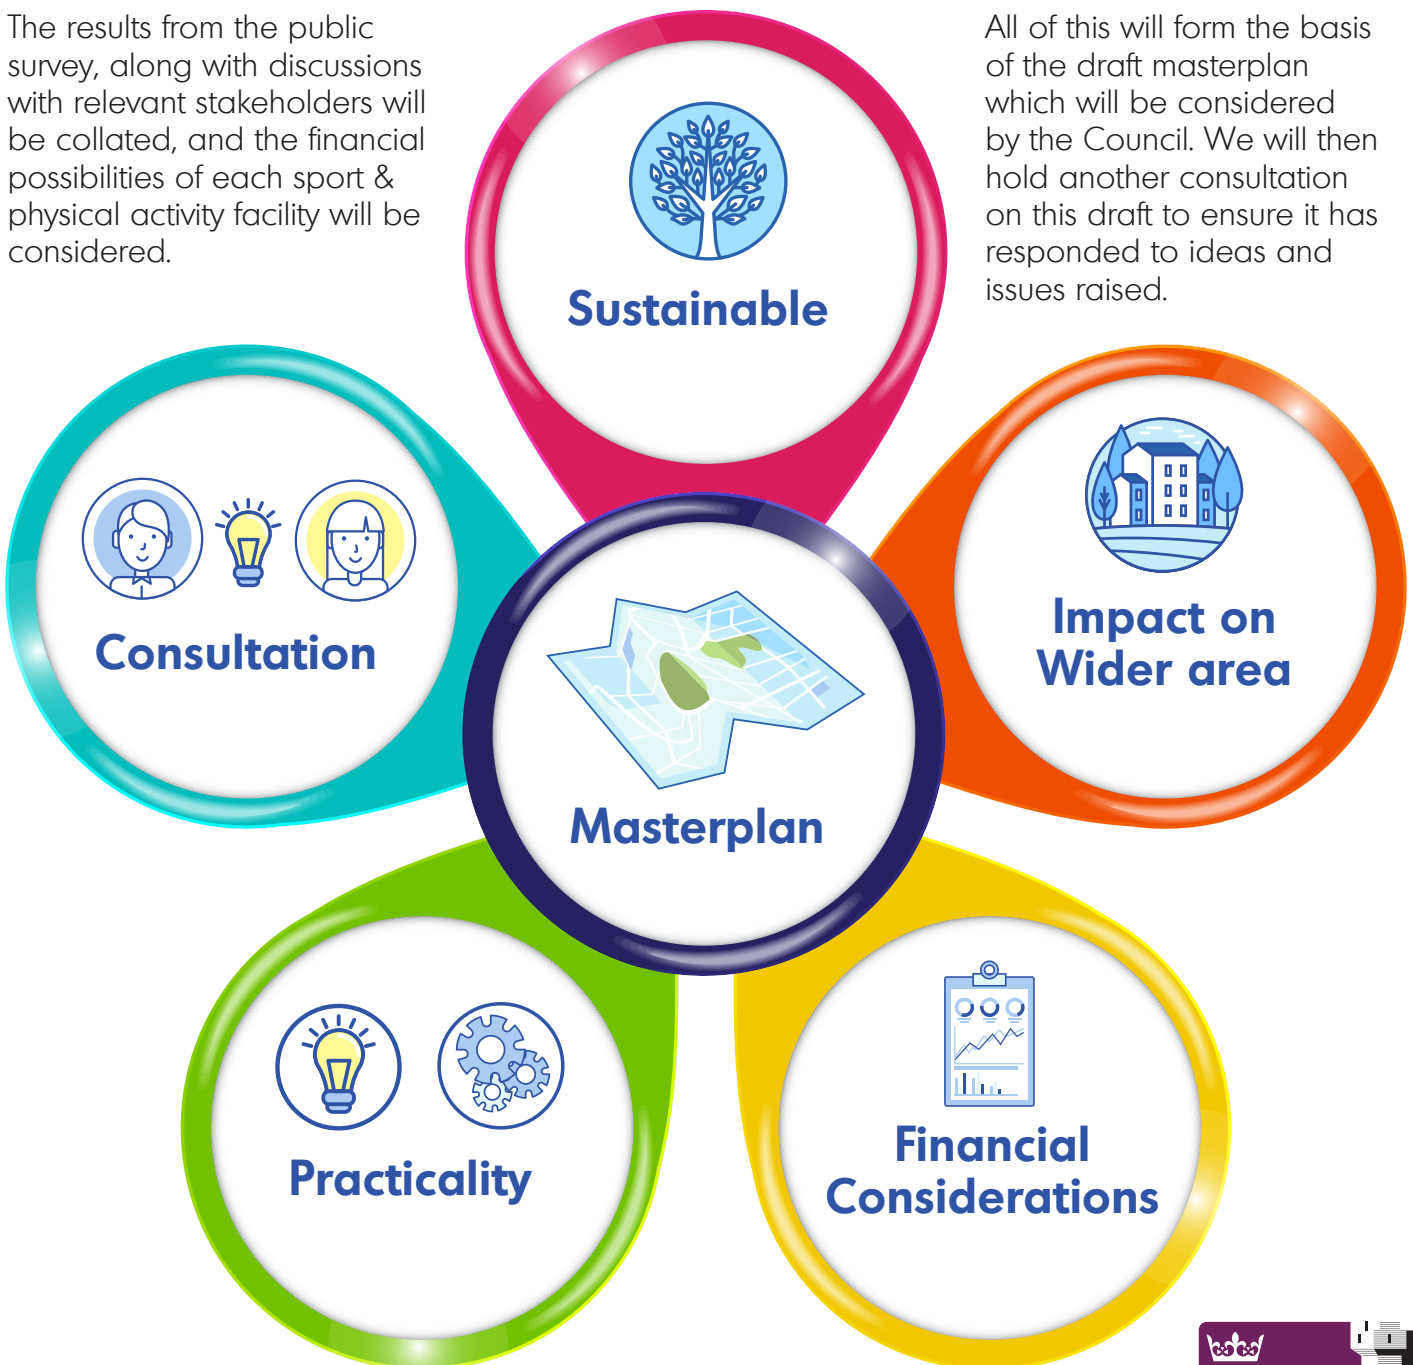 The results from the public
survey, along with discussions
with relevant stakeholders will
be collated, and the financial
possibilities of each sport &
physical activity facility will be
considered.
All of this will form the basis
of the draft masterplan
which will be considered
by the Council. We will then
hold another consultation
on this draft to ensure it has
responded to ideas and
issues raised.
Sustainable
Consultation
Impact on
Wider area
Masterplan
Practicality
Financial
Considerations